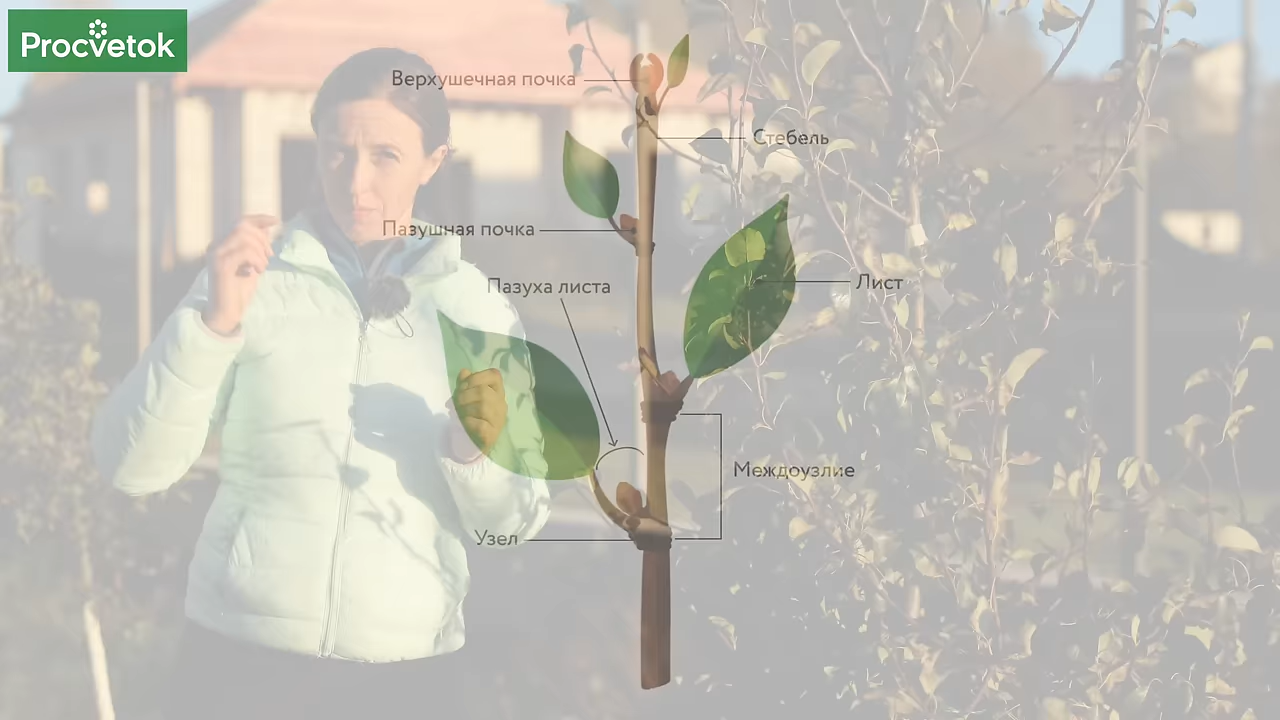 Procvetok
Верхушечная почка
Стебель
Пазушная почка
Лист
Пазуха листа
Междоузлие
Узел